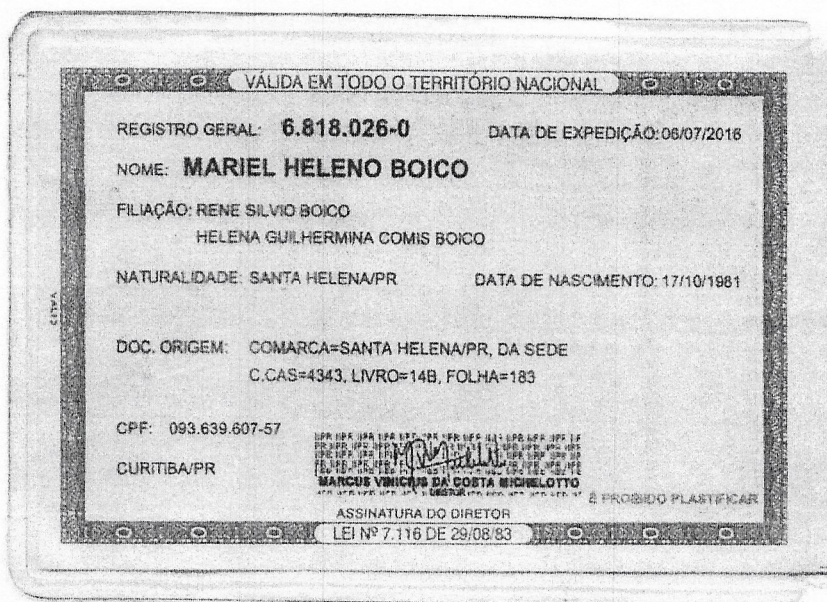 VÁLIDA EM TODO O TERRITÓRIO NACIONAL
REGISTRO GERAL: 6.818.026-0 DATA DE EXPEDIÇÃO: 06/07/2016
NOME: MARIEL HELENO BOICO
FILIAÇÃO: RENE SILVIO BOICO
HELENA GUILHERMINA COMIS BOICO
NATURALIDADE: SANTA HELENA/PR DATA DE NASCIMENTO: 17/10/1981
DOC. ORIGEM: COMARCA=SANTA HELENA/PR, DA SEDE
C.CAS=4343, LIVRO=14B, FOLHA=183
CPF: 093.639.607-57
CURITIBA/PR
MARCUS VINICIUS DA COSTA MICHELOTTO
DIRETOR
É PROIBIDO PLASTIFICAR
ASSINATURA DO DIRETOR
LEI Nº 7.116 DE 29/08/83